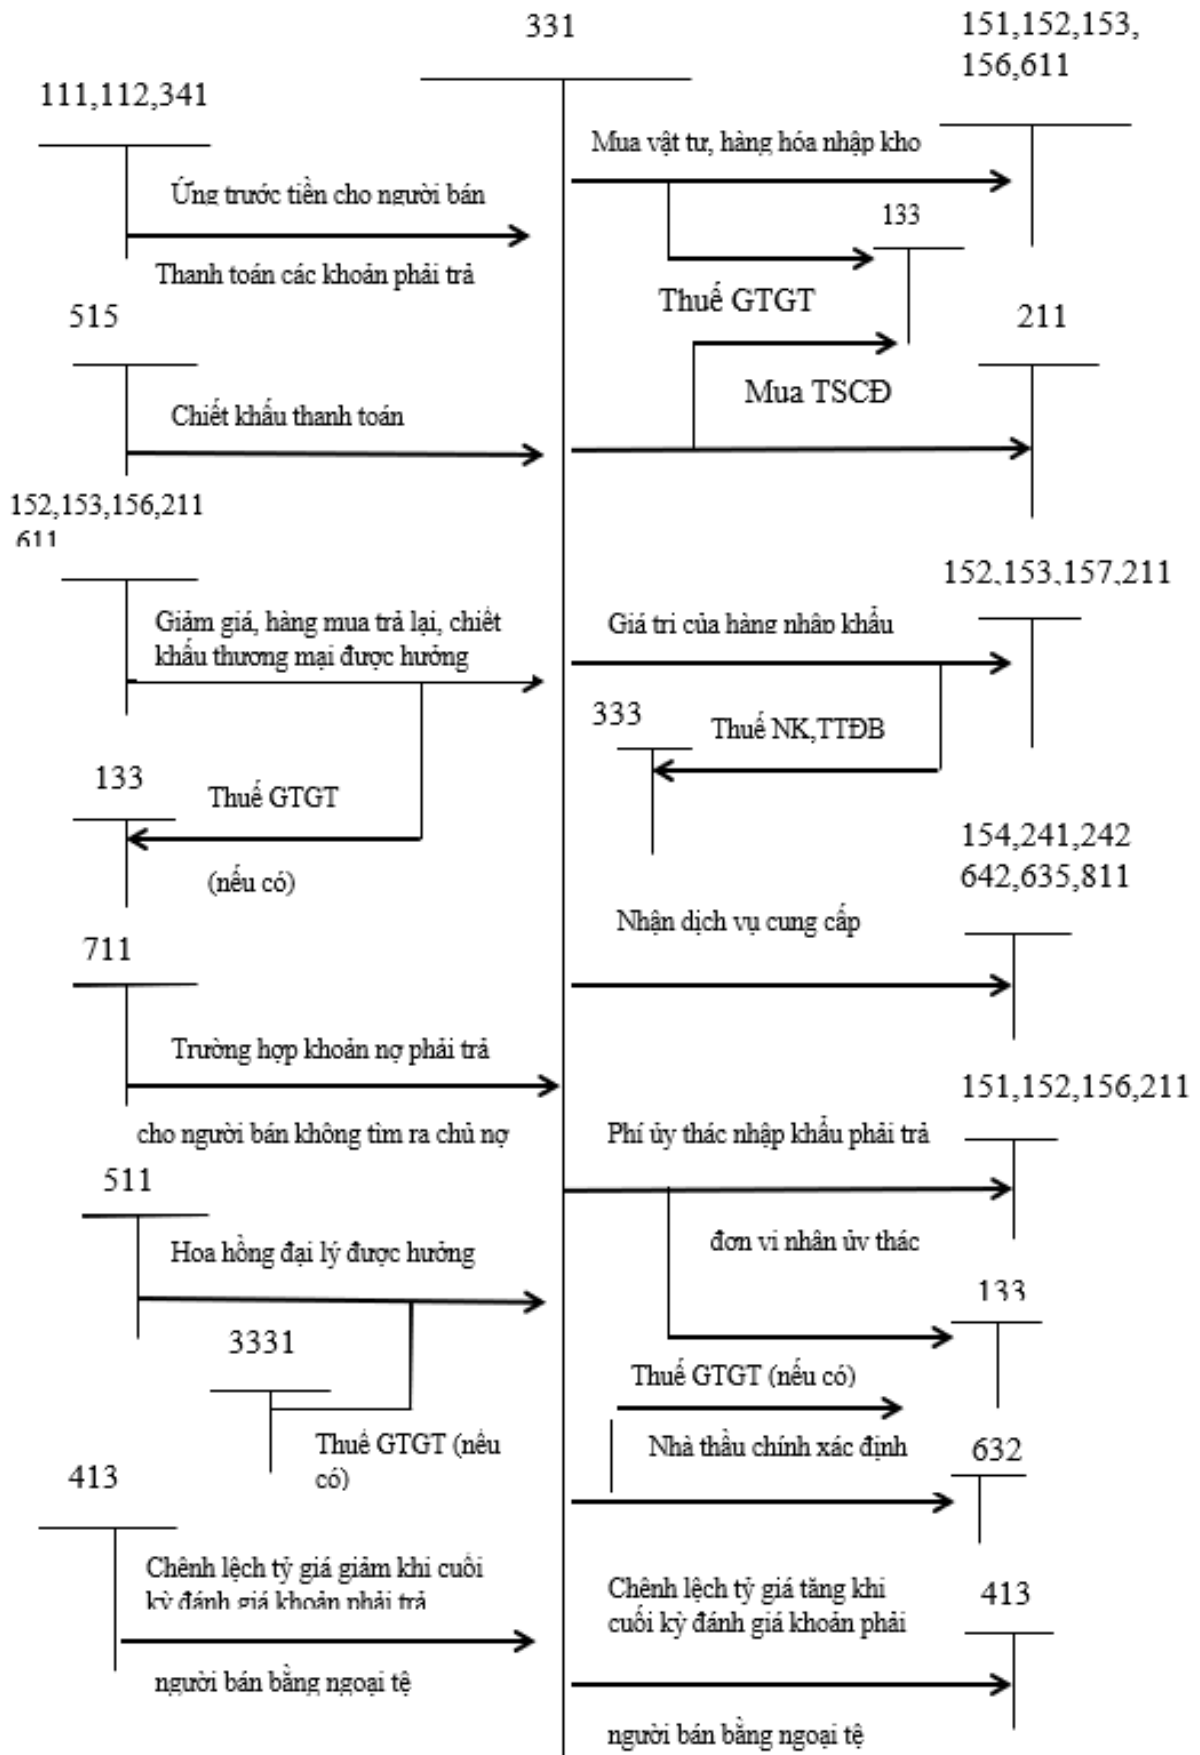 331
151,152,153,
156,611
111,112,341
Mua vật tư, hàng hóa nhập kho
Ứng trước tiền cho người bán
133
Thanh toán các khoản phải trả
Thuế GTGT
515
211
Mua TSCĐ
Chiết khấu thanh toán
152,153,156,211
611
152,153,157,211
Giảm giá, hàng mua trả lại, chiết
khấu thương mại được hưởng
Giá trị của hàng nhập khẩu
333
Thuế NK,TTĐB
133
Thuế GTGT
(nếu có)
154,241,242
642,635,811
Nhận dịch vụ cung cấp
711
Trường hợp khoản nợ phải trả
cho người bán không tìm ra chủ nợ
151,152,156,211
Phí ủy thác nhập khẩu phải trả
đơn vị nhận ủy thác
511
Hoa hồng đại lý được hưởng
133
3331
Thuế GTGT (nếu có)
Thuế GTGT (nếu
có)
Nhà thầu chính xác định
632
413
Chênh lệch tỷ giá giảm khi cuối
kỳ đánh giá khoản phải trả
người bán bằng ngoại tệ
Chênh lệch tỷ giá tăng khi
cuối kỳ đánh giá khoản phải
413
người bán bằng ngoại tệ